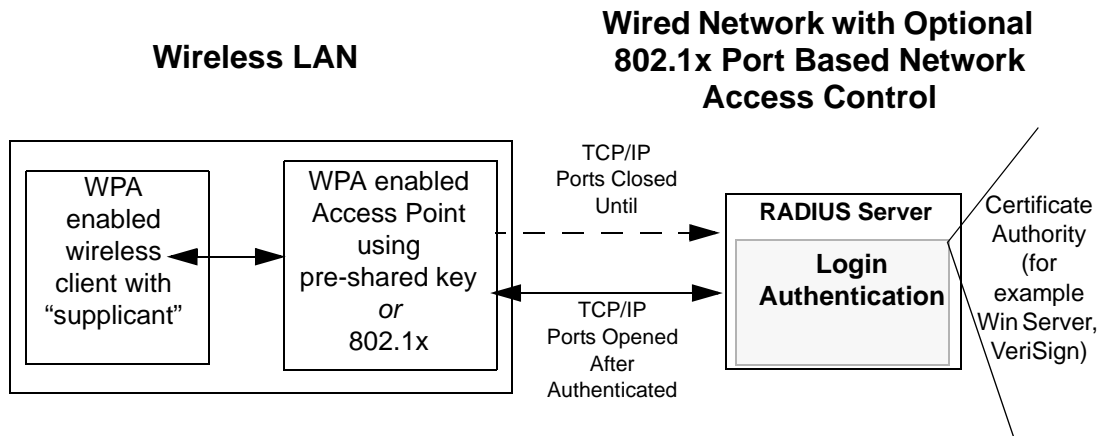 Wireless LAN
Wired Network with Optional
802.1x Port Based Network
Access Control
WPA
enabled
wireless
client with
“supplicant”
WPA enabled
Access Point
using
pre-shared key
or
802.1x
TCP/IP
Ports Closed
Until
TCP/IP
Ports Opened
After
Authenticated
RADIUS Server
Login
Authentication
Certificate
Authority
(for
example
Win Server,
VeriSign)